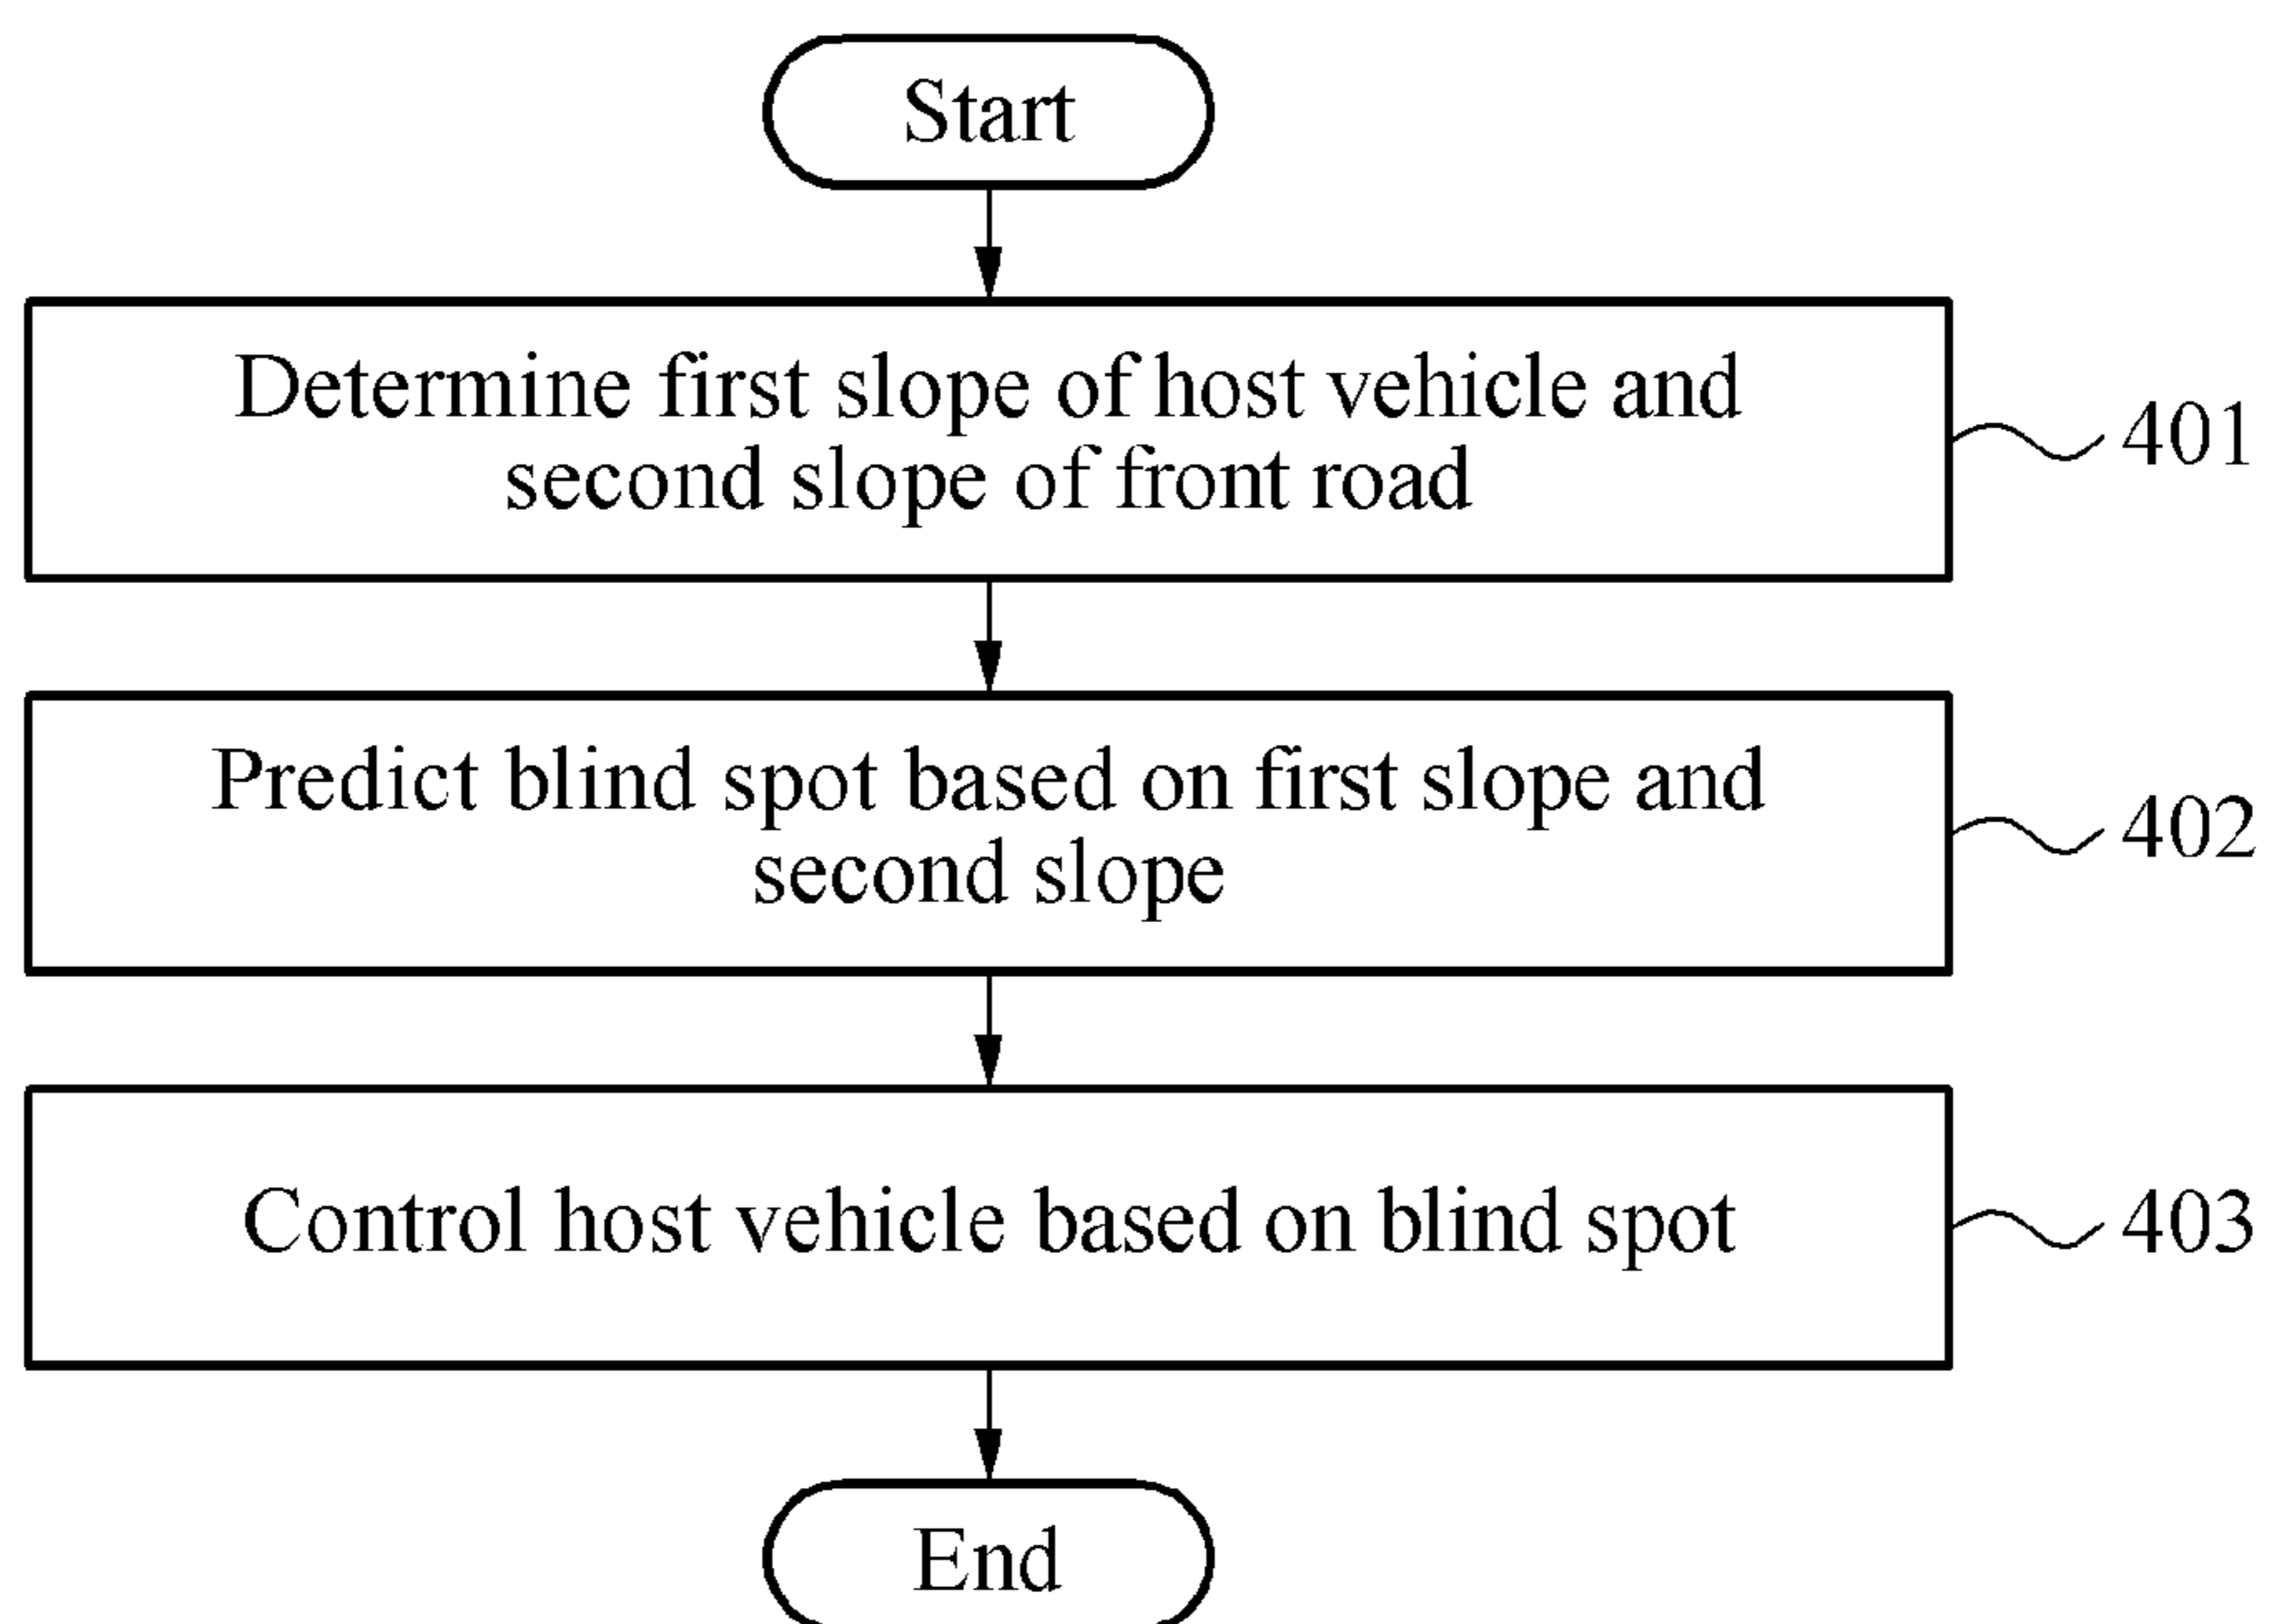 Start
Determine first slope of host vehicle and
second slope of front road
401
Predict blind spot based on first slope and
second slope
402
Control host vehicle based on blind spot
403
End